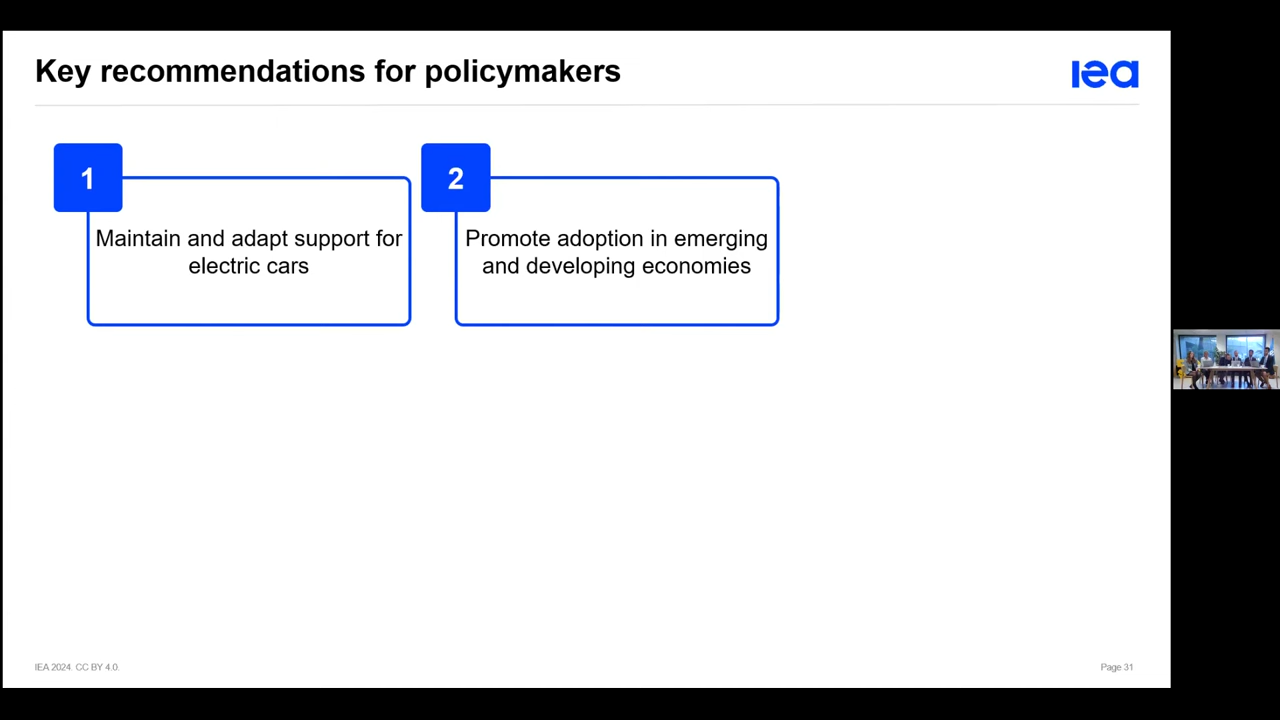 Key recommendations for policymakers
iea
1
Maintain and adapt support for
electric cars
2
Promote adoption in emerging
and developing economies
IEA 2024. CC BY 4.0.
Page 31